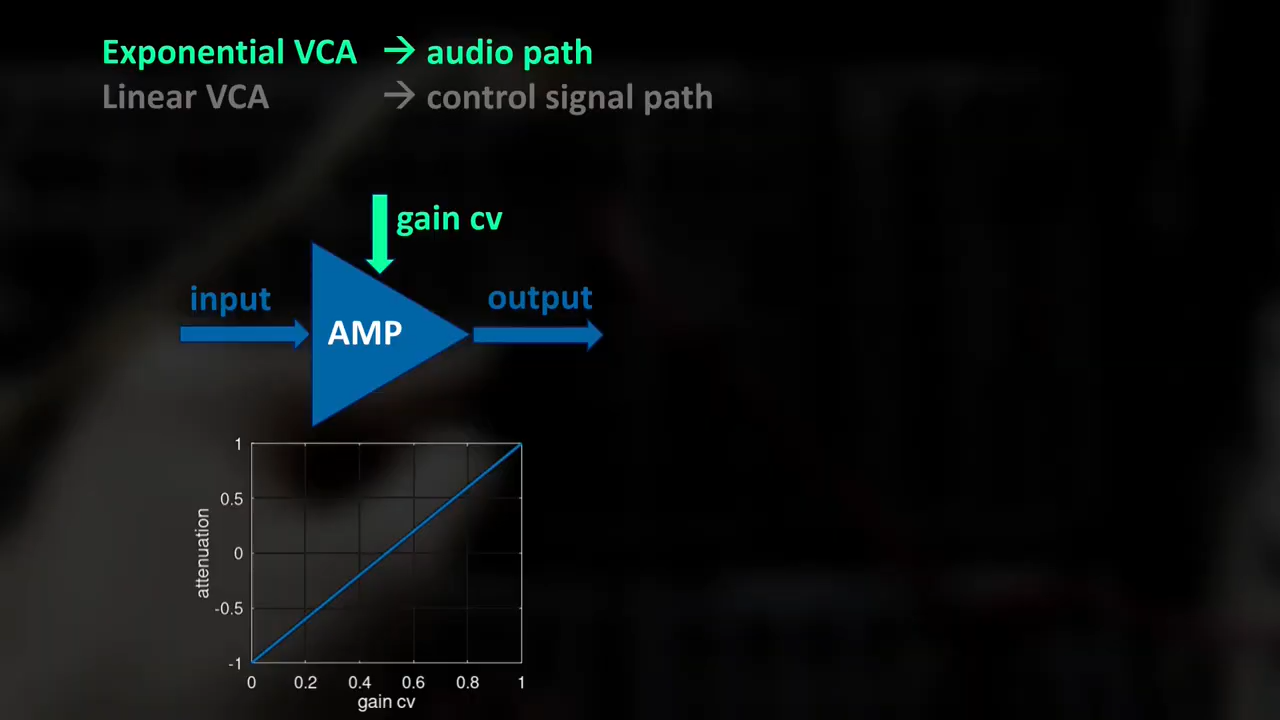 Exponential VCA → audio path
Linear VCA → control signal path
gain cv
input
output
AMP
1
0.5
0
-0.5
-1
attenuation
0 0.2 0.4 0.6 0.8 1
gain cv